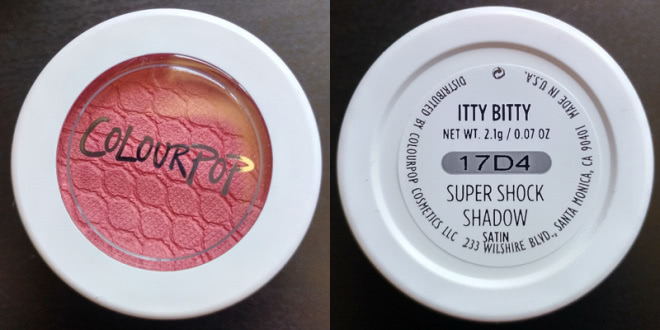 COLOURPOP
ITTY BITTY
NET WT. 2.1g / 0.07 OZ
17D4
SUPER SHOCK
SHADOW
SATIN
DISTRIBUTED BY COLOURPOP COSMETICS LLC 233 WILSHIRE BLVD., SANTA MONICA, CA 90401 MADE IN U.S.A.